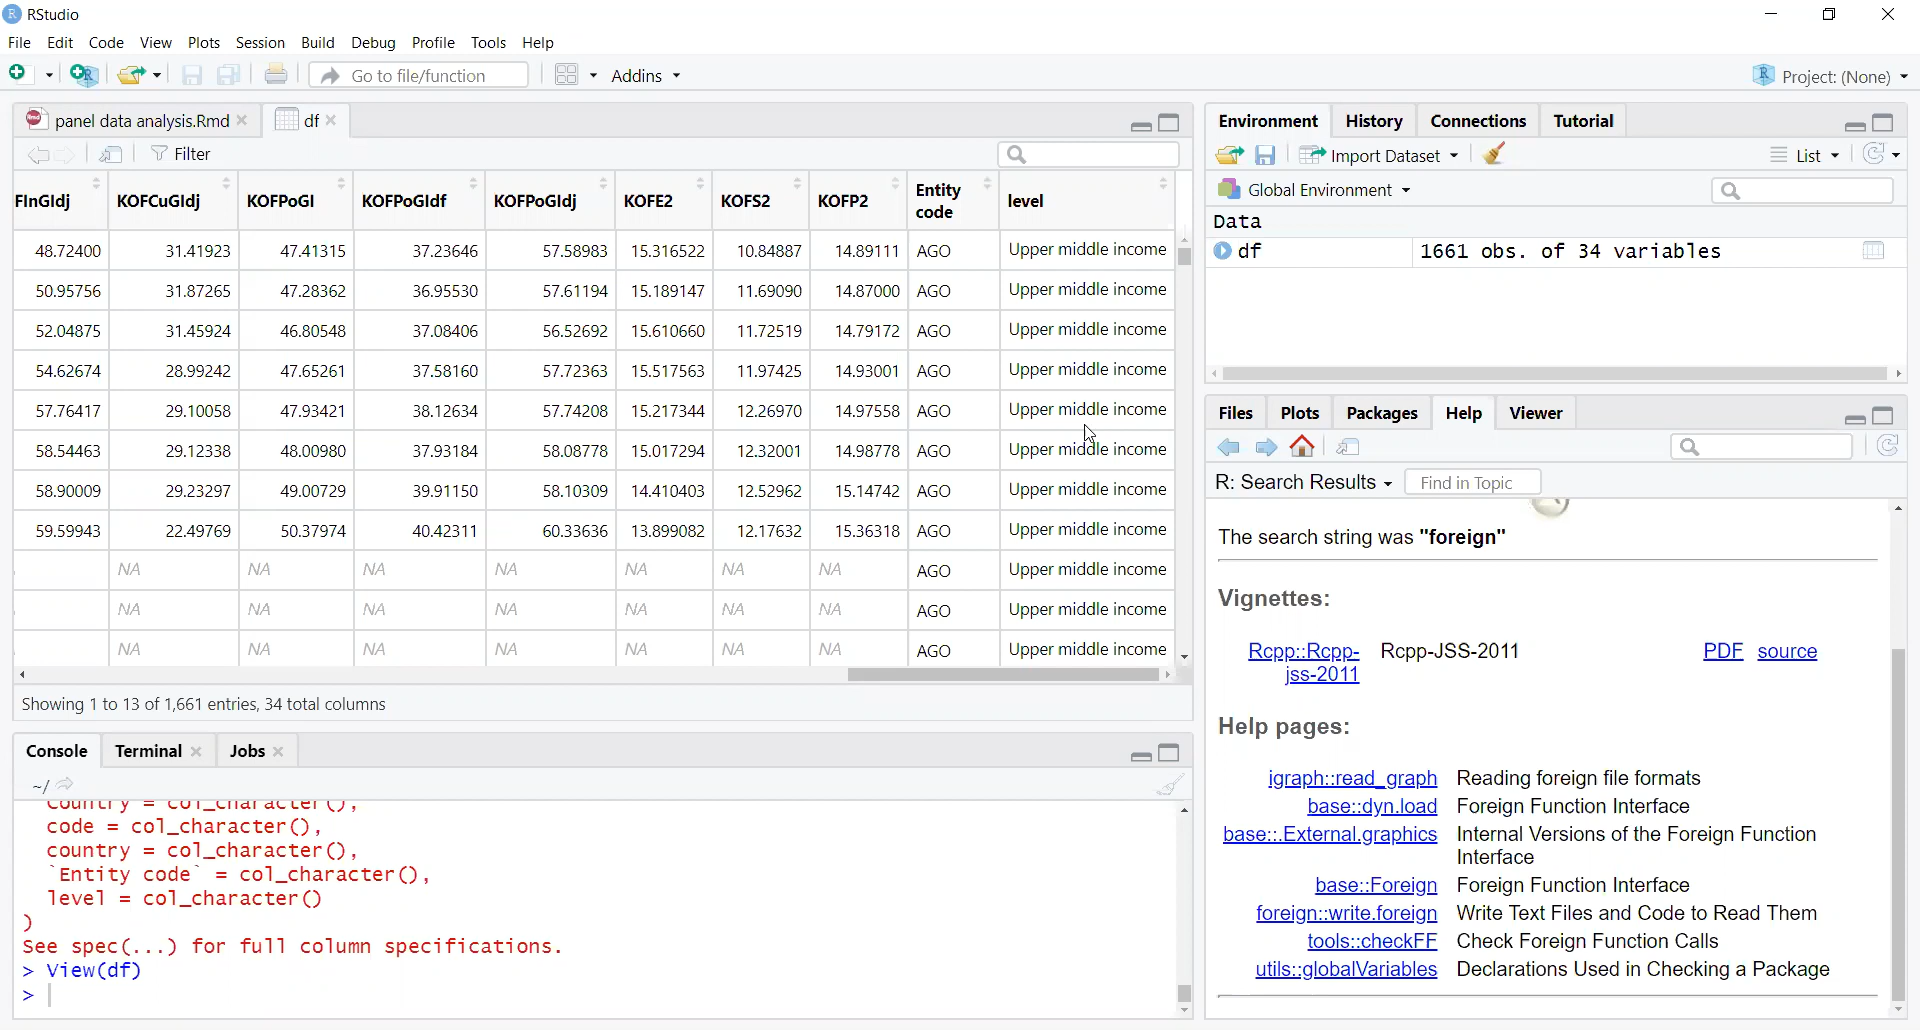 RStudio
File Edit Code View Plots Session Build Debug Profile Tools Help
Go to file/function Addins Project: (None)
panel data analysis.Rmd df
Filter
FInGIdj KOFCuGIdj KOFPoGI KOFPoGIdf KOFPoGIdj KOFE2 KOFS2 KOFP2 Entity code level
48.72400 31.41923 47.41315 37.23646 57.58983 15.316522 10.84887 14.89111 AGO Upper middle income
50.95756 31.87265 47.28362 36.95530 57.61194 15.189147 11.69090 14.87000 AGO Upper middle income
52.04875 31.45924 46.80548 37.08406 56.52692 15.610660 11.72519 14.79172 AGO Upper middle income
54.62674 28.99242 47.65261 37.58160 57.72363 15.517563 11.97425 14.93001 AGO Upper middle income
57.76417 29.10058 47.93421 38.12634 57.74208 15.217344 12.26970 14.97558 AGO Upper middle income
58.54463 29.12338 48.00980 37.93184 58.08778 15.017294 12.32001 14.98778 AGO Upper middle income
58.90009 29.23297 49.00729 39.91150 58.10309 14.410403 12.52962 15.14742 AGO Upper middle income
59.59943 22.49769 50.37974 40.42311 60.33636 13.899082 12.17632 15.36318 AGO Upper middle income
NA NA NA NA NA NA NA AGO Upper middle income
NA NA NA NA NA NA NA AGO Upper middle income
NA NA NA NA NA NA NA AGO Upper middle income
Showing 1 to 13 of 1,661 entries, 34 total columns
Console Terminal Jobs
~/
country = col_character(),
code = col_character(),
country = col_character(),
`Entity code` = col_character(),
level = col_character()
)
See spec(...) for full column specifications.
> View(df)
>
Environment History Connections Tutorial
Import Dataset List
Global Environment
Data
df 1661 obs. of 34 variables
Files Plots Packages Help Viewer
R: Search Results Find in Topic
The search string was "foreign"
Vignettes:
Rcpp::Rcpp- Rcpp-JSS-2011 PDF source
jss-2011
Help pages:
igraph::read_graph Reading foreign file formats
base::dyn.load Foreign Function Interface
base::.External.graphics Internal Versions of the Foreign Function
Interface
base::Foreign Foreign Function Interface
foreign::write.foreign Write Text Files and Code to Read Them
tools::checkFF Check Foreign Function Calls
utils::globalVariables Declarations Used in Checking a Package